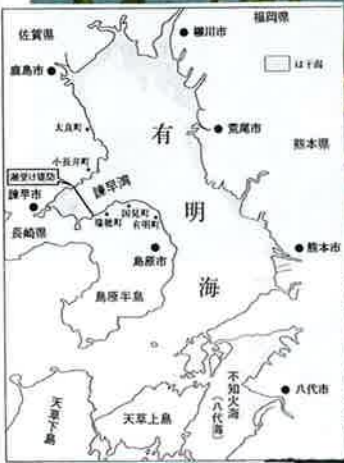 福岡県
佐賀県
柳川市
は干潟
鹿島市
有明海
荒尾市
太良町
熊本県
小長井町
潮受け堤防
諫早湾
諫早市
国見町
瑞穂町
有明町
長崎県
熊本市
島原市
島原半島
不知火海
(八代海)
八代市
天草上島
天草下島